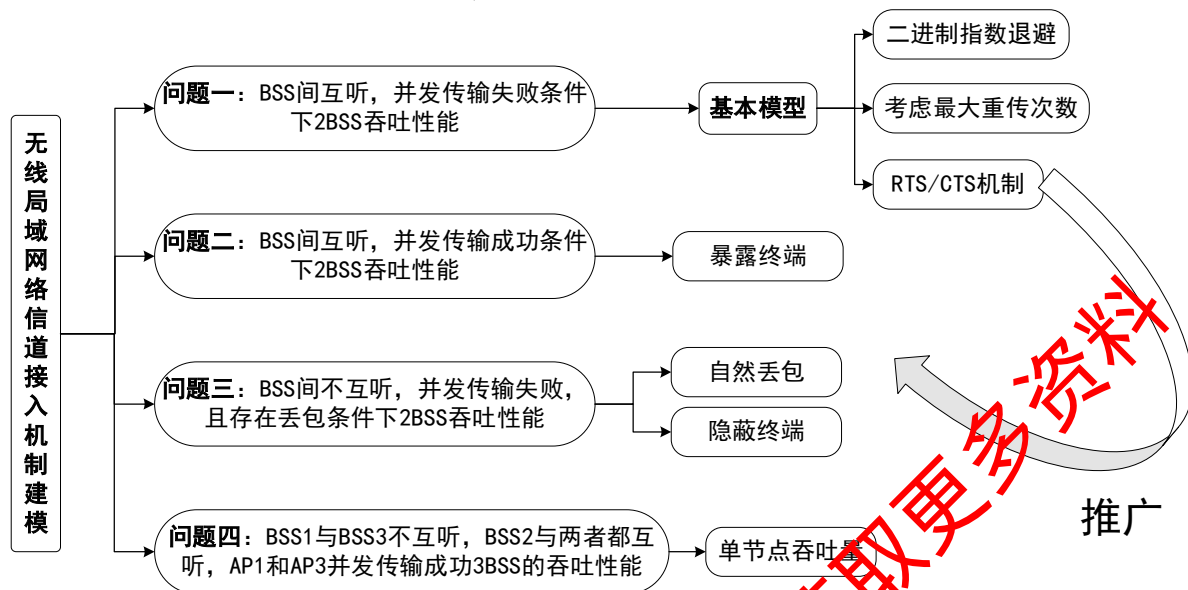 无线局域网络信道接入机制建模
问题一：BSS间互听，并发传输失败条件
下2BSS吞吐性能
基本模型
二进制指数退避
考虑最大重传次数
RTS/CTS机制
问题二：BSS间互听，并发传输成功条件
下2BSS吞吐性能
暴露终端
问题三：BSS间不互听，并发传输失败，
且存在丢包条件下2BSS吞吐性能
自然丢包
隐蔽终端
问题四：BSS1与BSS3不互听，BSS2与两者都互
听，AP1和AP3并发传输成功3BSS的吞吐性能
单节点吞吐量
推广
取更多资料